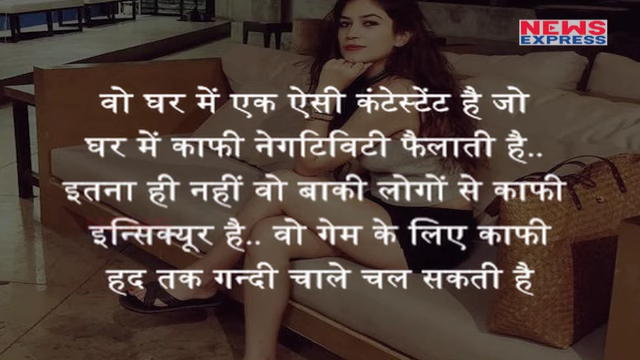 NEWS
EXPRESS
वो घर में एक ऐसी कंटेस्टेंट है जो
घर में काफी नेगटिविटी फैलाती है..
इतना ही नहीं वो बाकी लोगों से काफी
इन्सिक्यूर है.. वो गेम के लिए काफी
हद तक गन्दी चाले चल सकती है